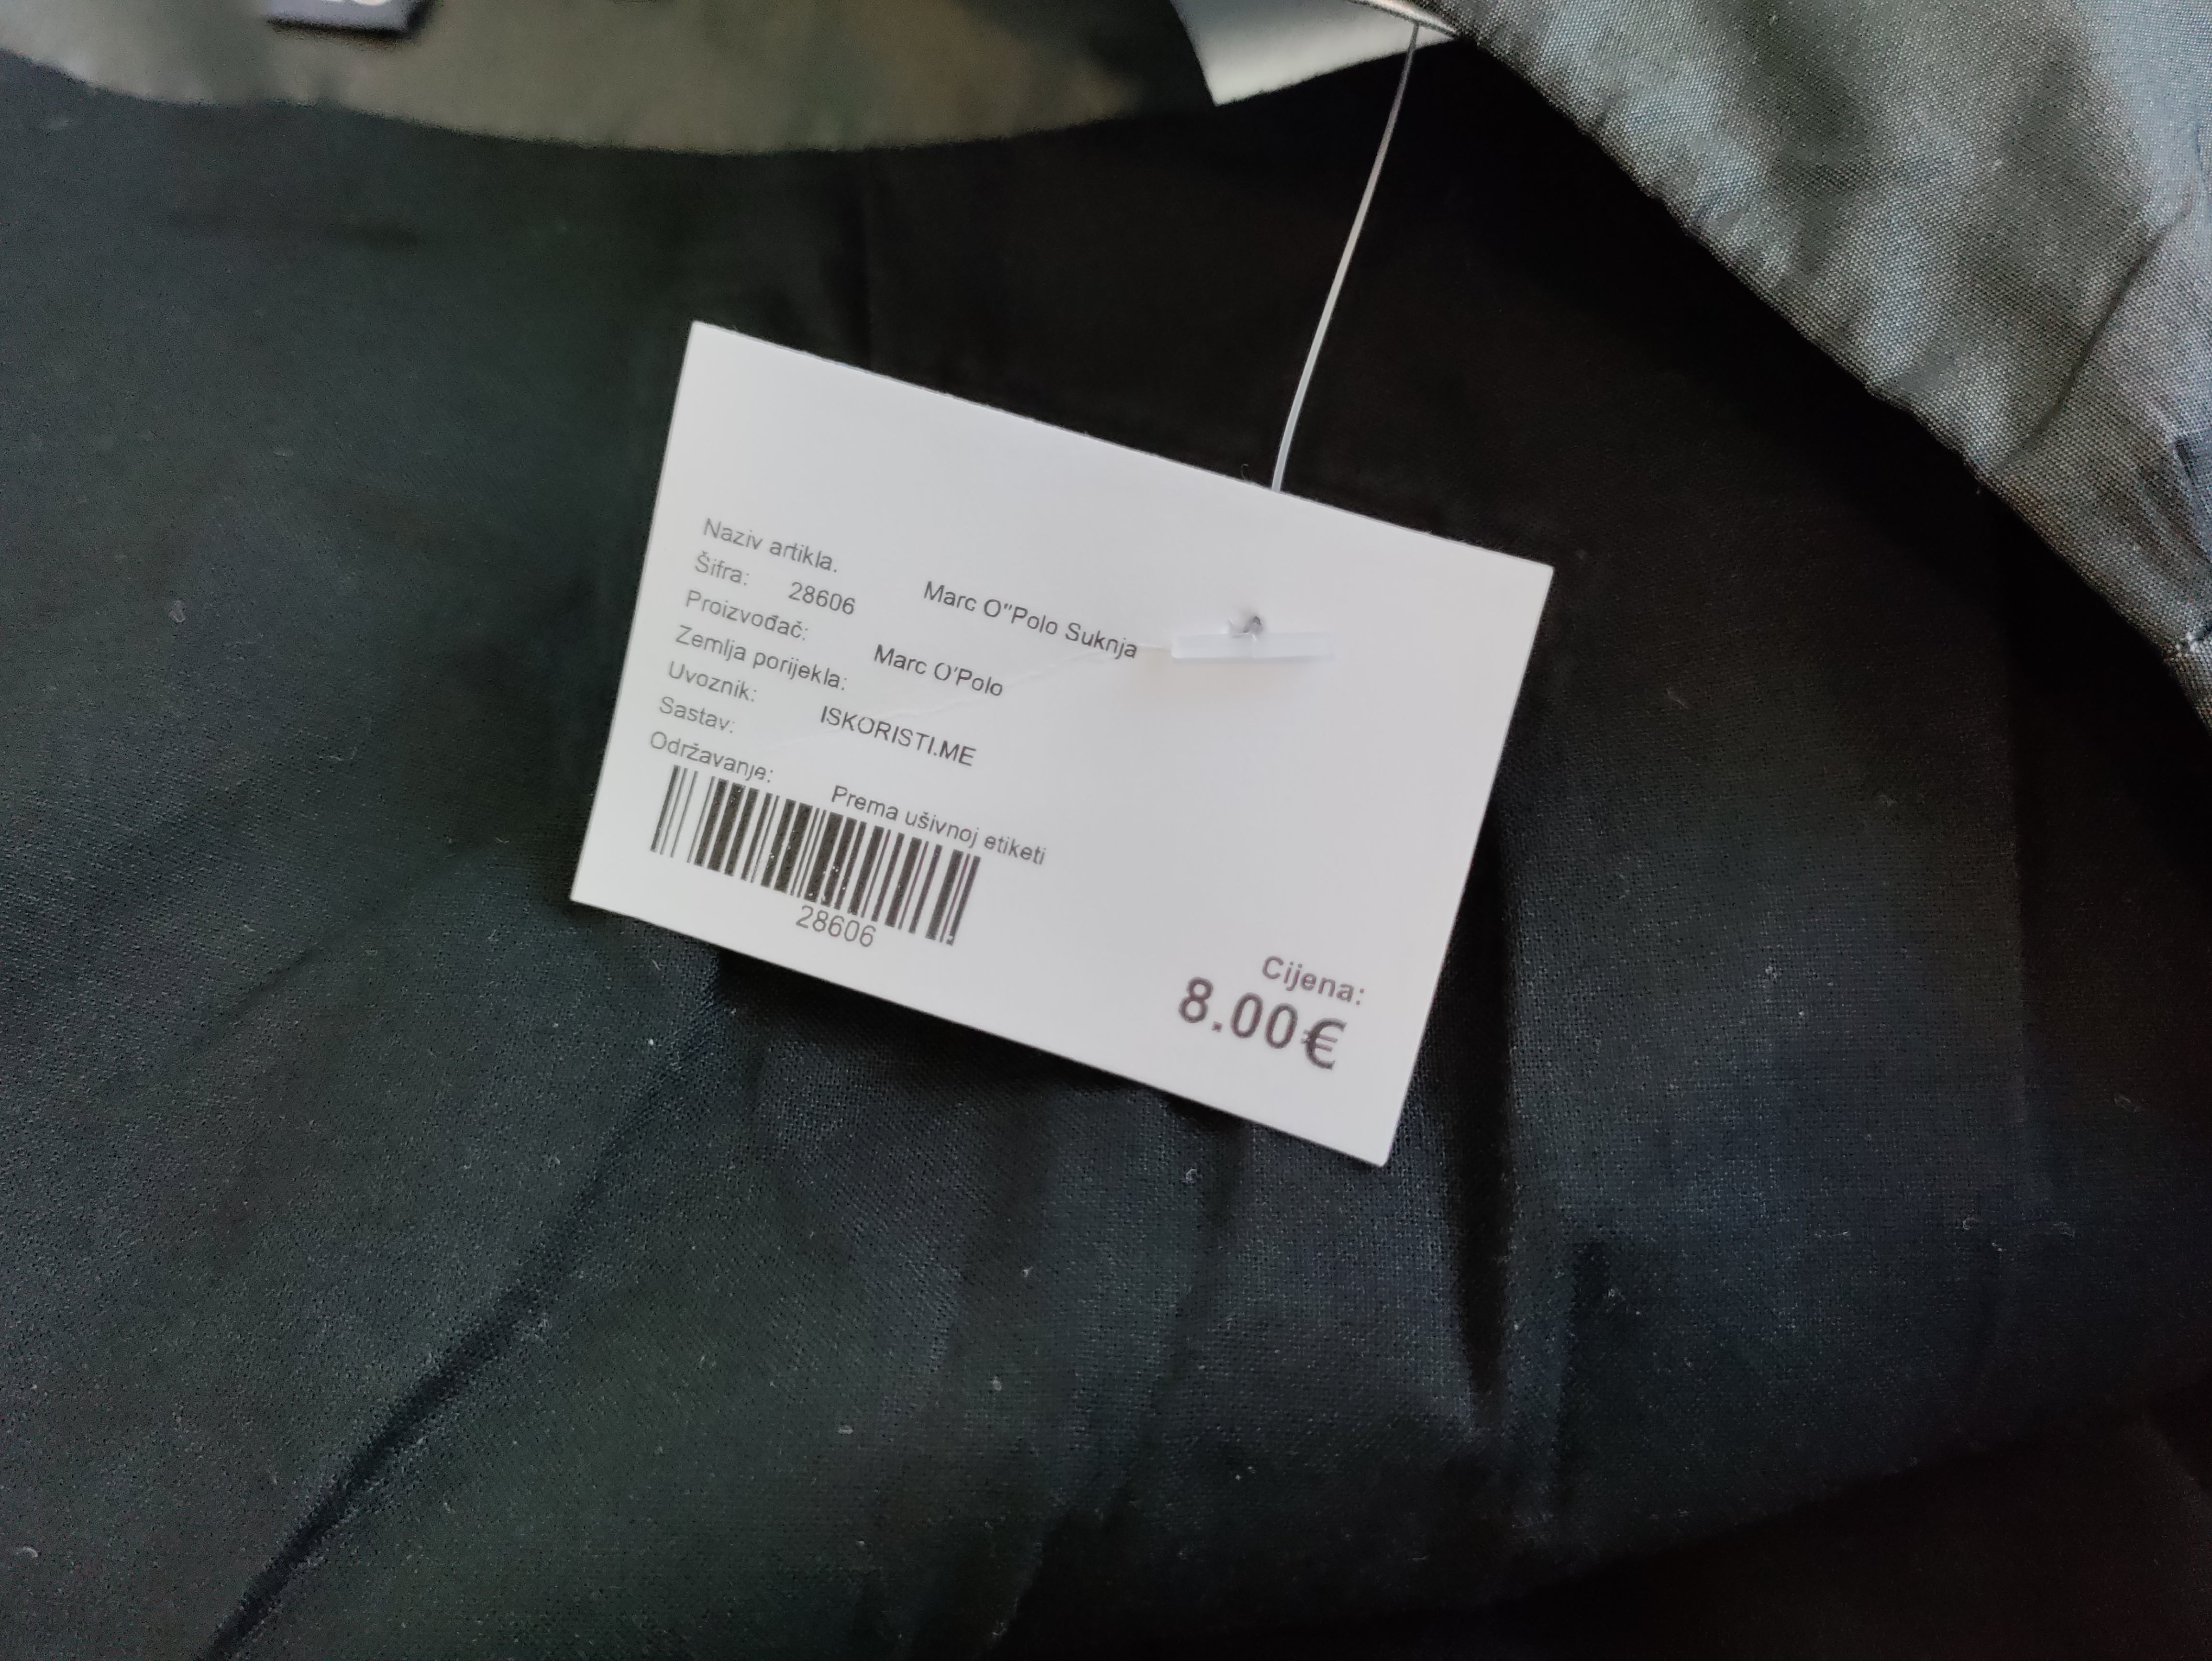 Naziv artikla.
Marc O"Polo Suknja
Šifra: 28606
Proizvođač:
Marc O'Polo
Zemlja porijekla:
Uvoznik:
ISKORISTI.ME
Sastav:
Održavanje:
Prema ušivnoj etiketi
28606
Cijena:
8.00€